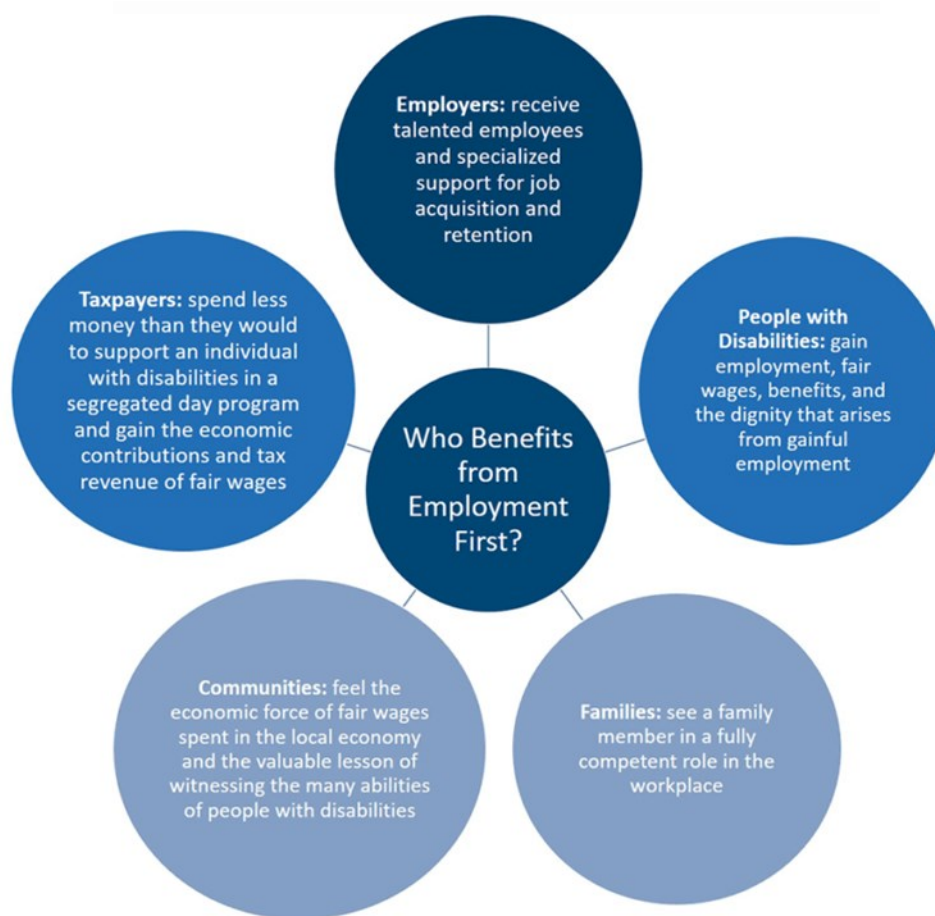 Employers: receive
talented employees
and specialized
support for job
acquisition and
retention
Taxpayers: spend less
money than they would
to support an individual
with disabilities in a
segregated day program
and gain the economic
contributions and tax
revenue of fair wages
People with
Disabilities: gain
employment, fair
wages, benefits, and
the dignity that arises
from gainful
employment
Who Benefits
from
Employment
First?
Communities: feel the
economic force of fair wages
spent in the local economy
and the valuable lesson of
witnessing the many abilities
of people with disabilities
Families: see a family
member in a fully
competent role in the
workplace